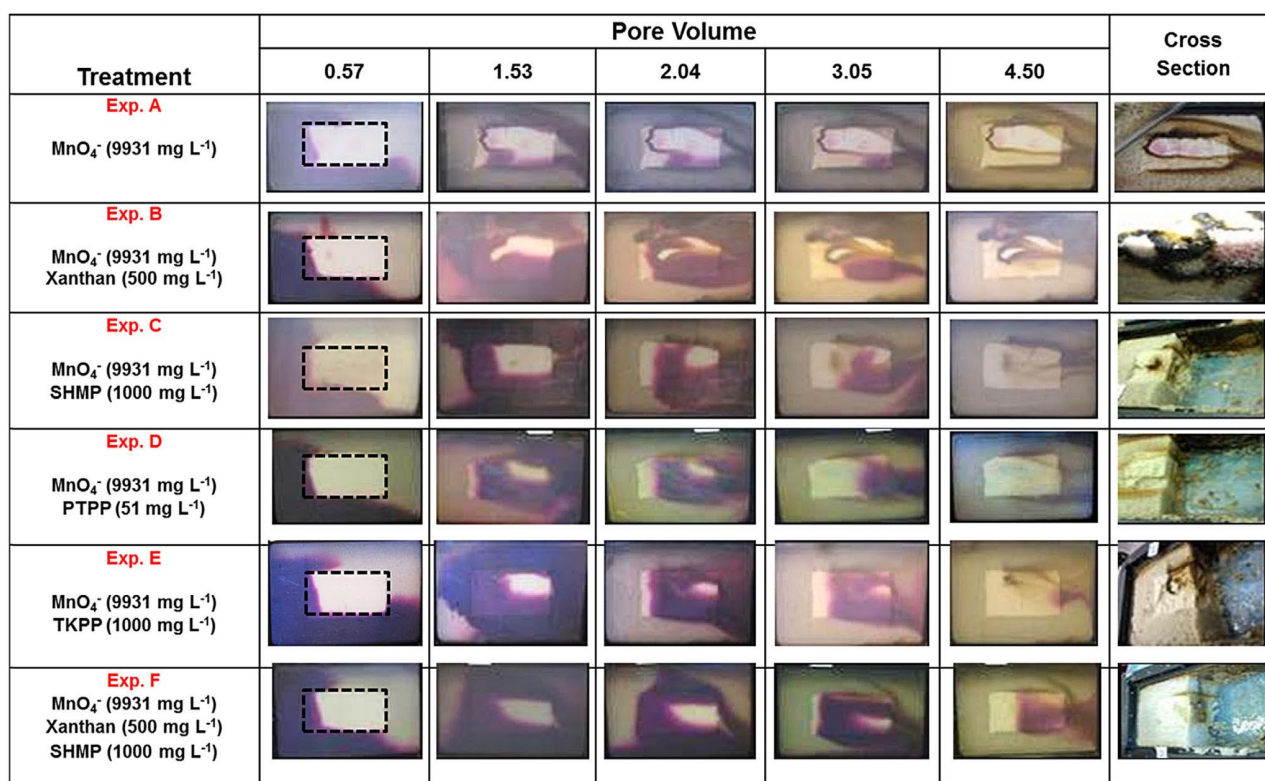 Treatment
Pore Volume
Cross
Section
0.57
1.53
2.04
3.05
4.50
Exp. A
MnO₄⁻ (9931 mg L⁻¹)
Exp. B
MnO₄⁻ (9931 mg L⁻¹)
Xanthan (500 mg L⁻¹)
Exp. C
MnO₄⁻ (9931 mg L⁻¹)
SHMP (1000 mg L⁻¹)
Exp. D
MnO₄⁻ (9931 mg L⁻¹)
PTPP (51 mg L⁻¹)
Exp. E
MnO₄⁻ (9931 mg L⁻¹)
TKPP (1000 mg L⁻¹)
Exp. F
MnO₄⁻ (9931 mg L⁻¹)
Xanthan (500 mg L⁻¹)
SHMP (1000 mg L⁻¹)